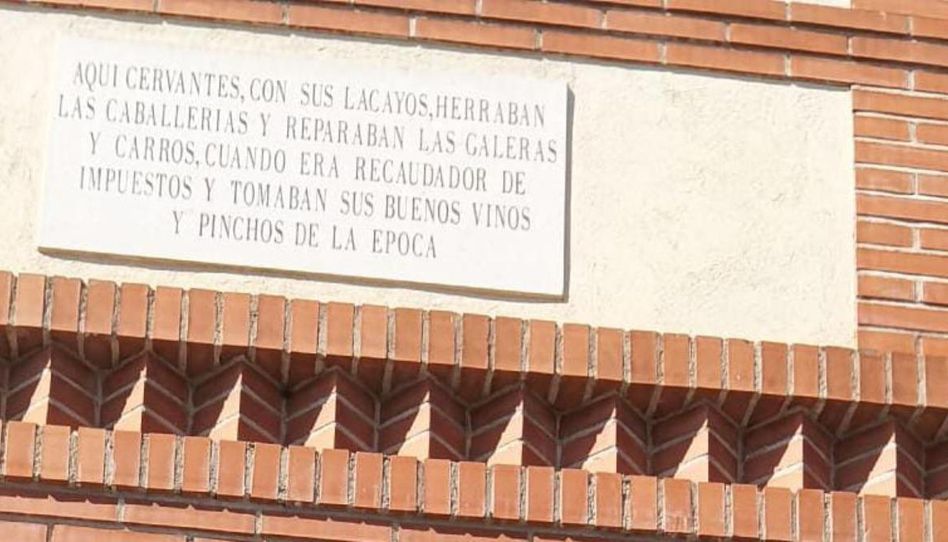 AQUI CERVANTES, CON SUS LACAYOS, HERRABAN
LAS CABALLERIAS Y REPARABAN LAS GALERAS
Y CARROS, CUANDO ERA RECAUDADOR DE
IMPUESTOS Y TOMABAN SUS BUENOS VINOS
Y PINCHOS DE LA EPOCA